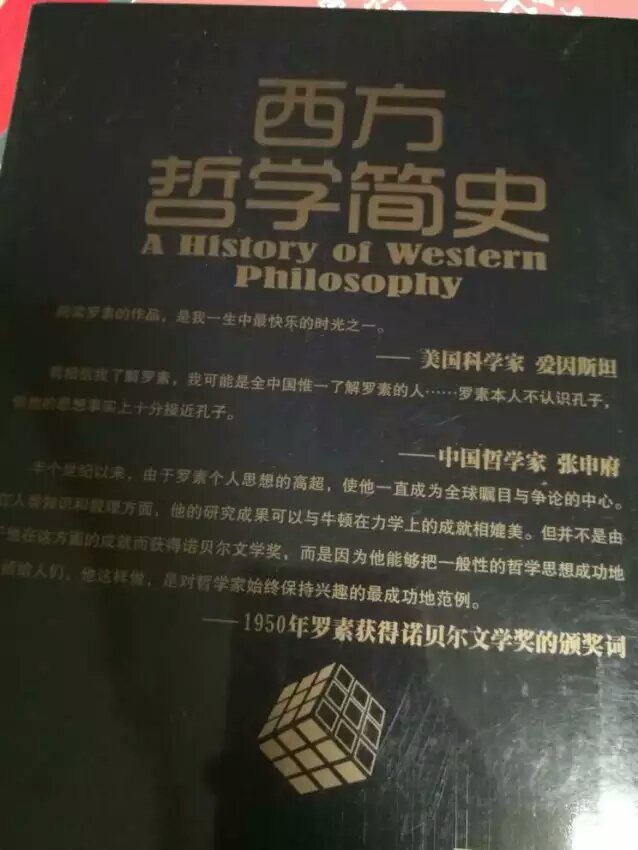 西方
哲学简史
A History of Western
Philosophy
阅读罗素的作品，是我一生中最快乐的时光之一。
—— 美国科学家 爱因斯坦
我相信我了解罗素，我可能是全中国惟一了解罗素的人……罗素本人不认识孔子，
的思想事实上十分接近孔子。
——中国哲学家 张申府
半个世纪以来，由于罗素个人思想的高超，使他一直成为全球瞩目与争论的中心。
在人类知识和数理方面，他的研究成果可以与牛顿在力学上的成就相媲美。但并不是由
于他在这方面的成就而获得诺贝尔文学奖，而是因为他能够把一般性的哲学思想成功地
给人们，他这样做，是对哲学家始终保持兴趣的最成功地范例。
——1950年罗素获得诺贝尔文学奖的颁奖词